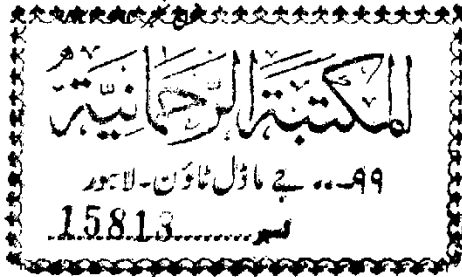 المكتبة الرحمانية
۹۹... جے ماڈل ٹاؤن۔ لاہور
نمبر ...15813...